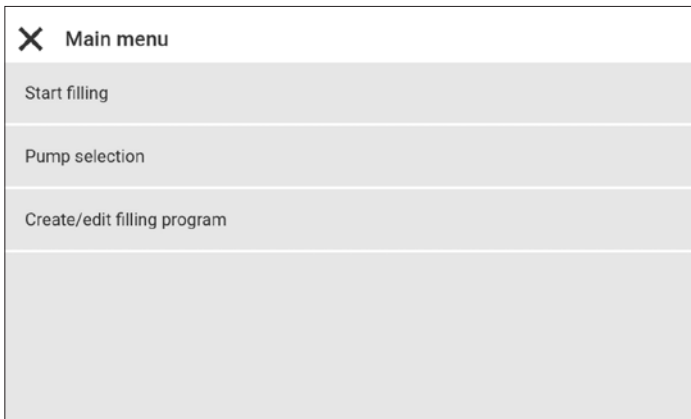 Main menu
Start filling
Pump selection
Create/edit filling program